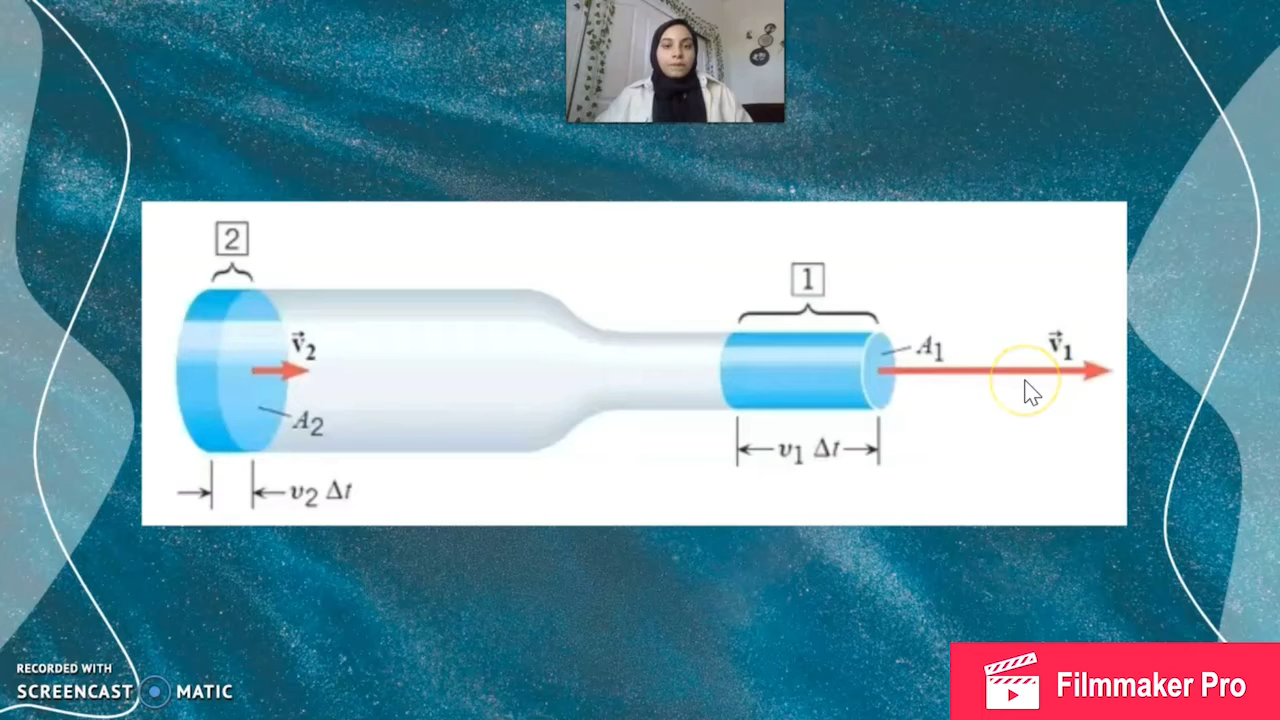 2
1
v⃗₂
A₁
v⃗₁
A₂
v₁ Δt
v₂ Δt
RECORDED WITH
SCREENCAST MATIC
Filmmaker Pro